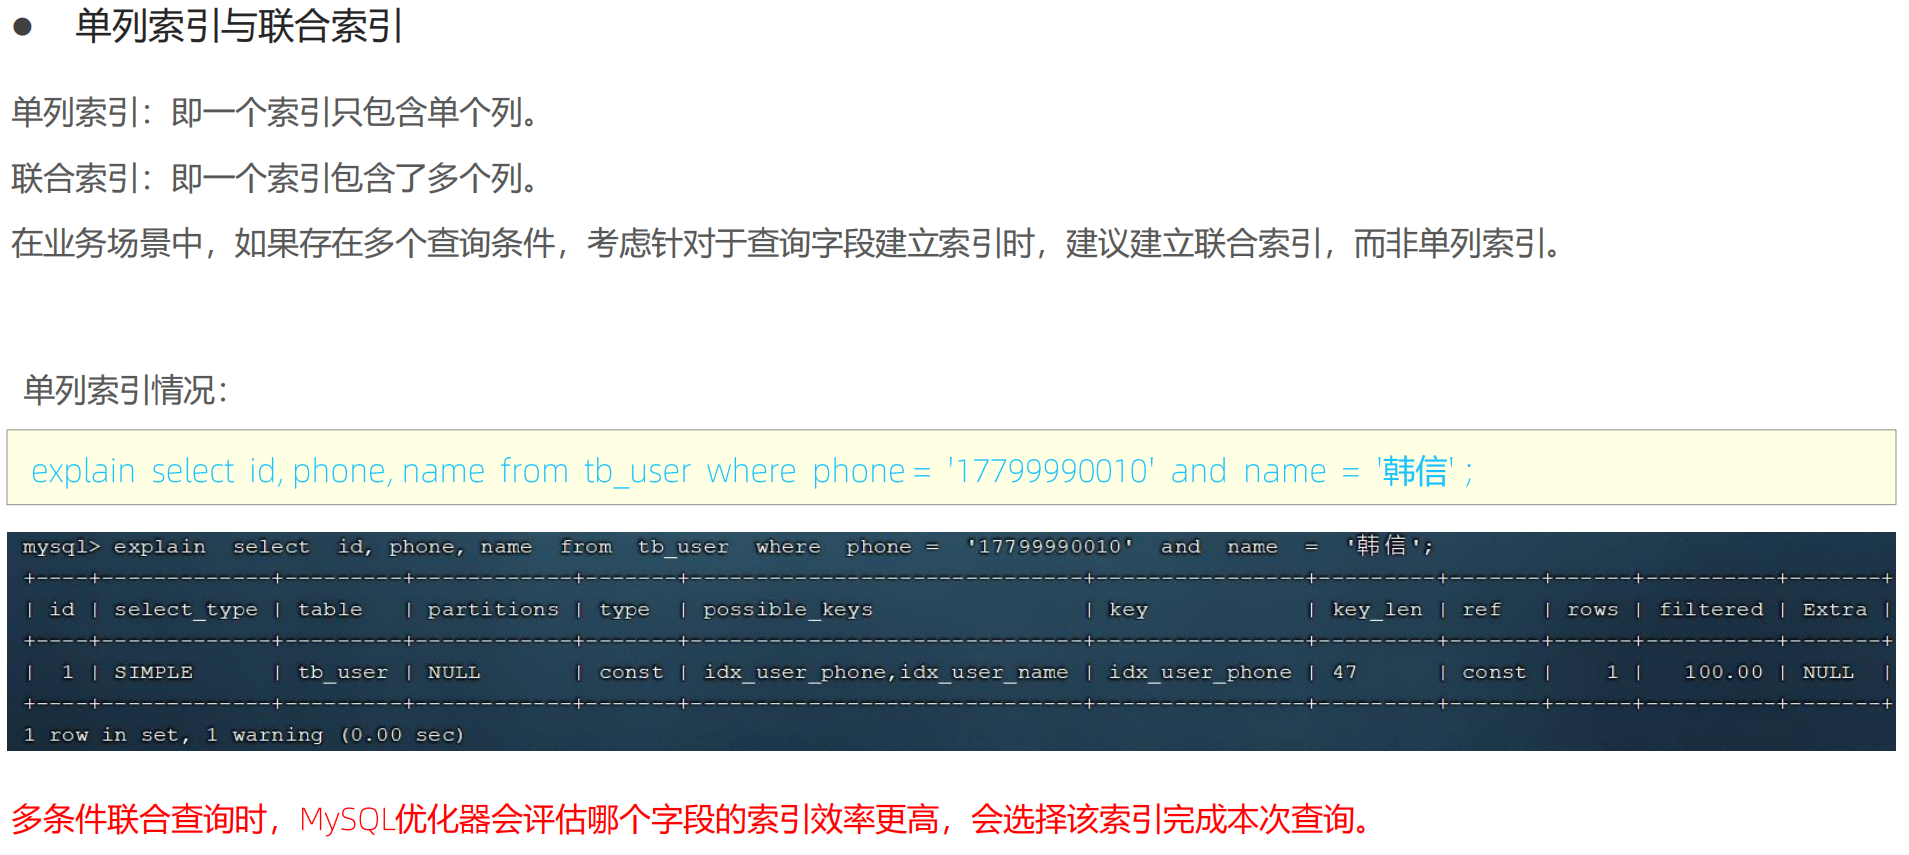 ● 单列索引与联合索引
单列索引：即一个索引只包含单个列。
联合索引：即一个索引包含了多个列。
在业务场景中，如果存在多个查询条件，考虑针对于查询字段建立索引时，建议建立联合索引，而非单列索引。
单列索引情况：
explain select id, phone, name from tb_user where phone = '17799990010' and name = '韩信' ;
mysql> explain  select  id, phone, name  from  tb_user  where  phone =  '17799990010'  and  name  =  '韩信';
+----+-------------+---------+------------+-------+------------------------------+----------------+---------+-------+------+----------+-------+
| id | select_type | table   | partitions | type  | possible_keys                | key            | key_len | ref   | rows | filtered | Extra |
+----+-------------+---------+------------+-------+------------------------------+----------------+---------+-------+------+----------+-------+
|  1 | SIMPLE      | tb_user | NULL       | const | idx_user_phone,idx_user_name | idx_user_phone | 47      | const |    1 |   100.00 | NULL  |
+----+-------------+---------+------------+-------+------------------------------+----------------+---------+-------+------+----------+-------+
1 row in set, 1 warning (0.00 sec)
多条件联合查询时，MySQL优化器会评估哪个字段的索引效率更高，会选择该索引完成本次查询。